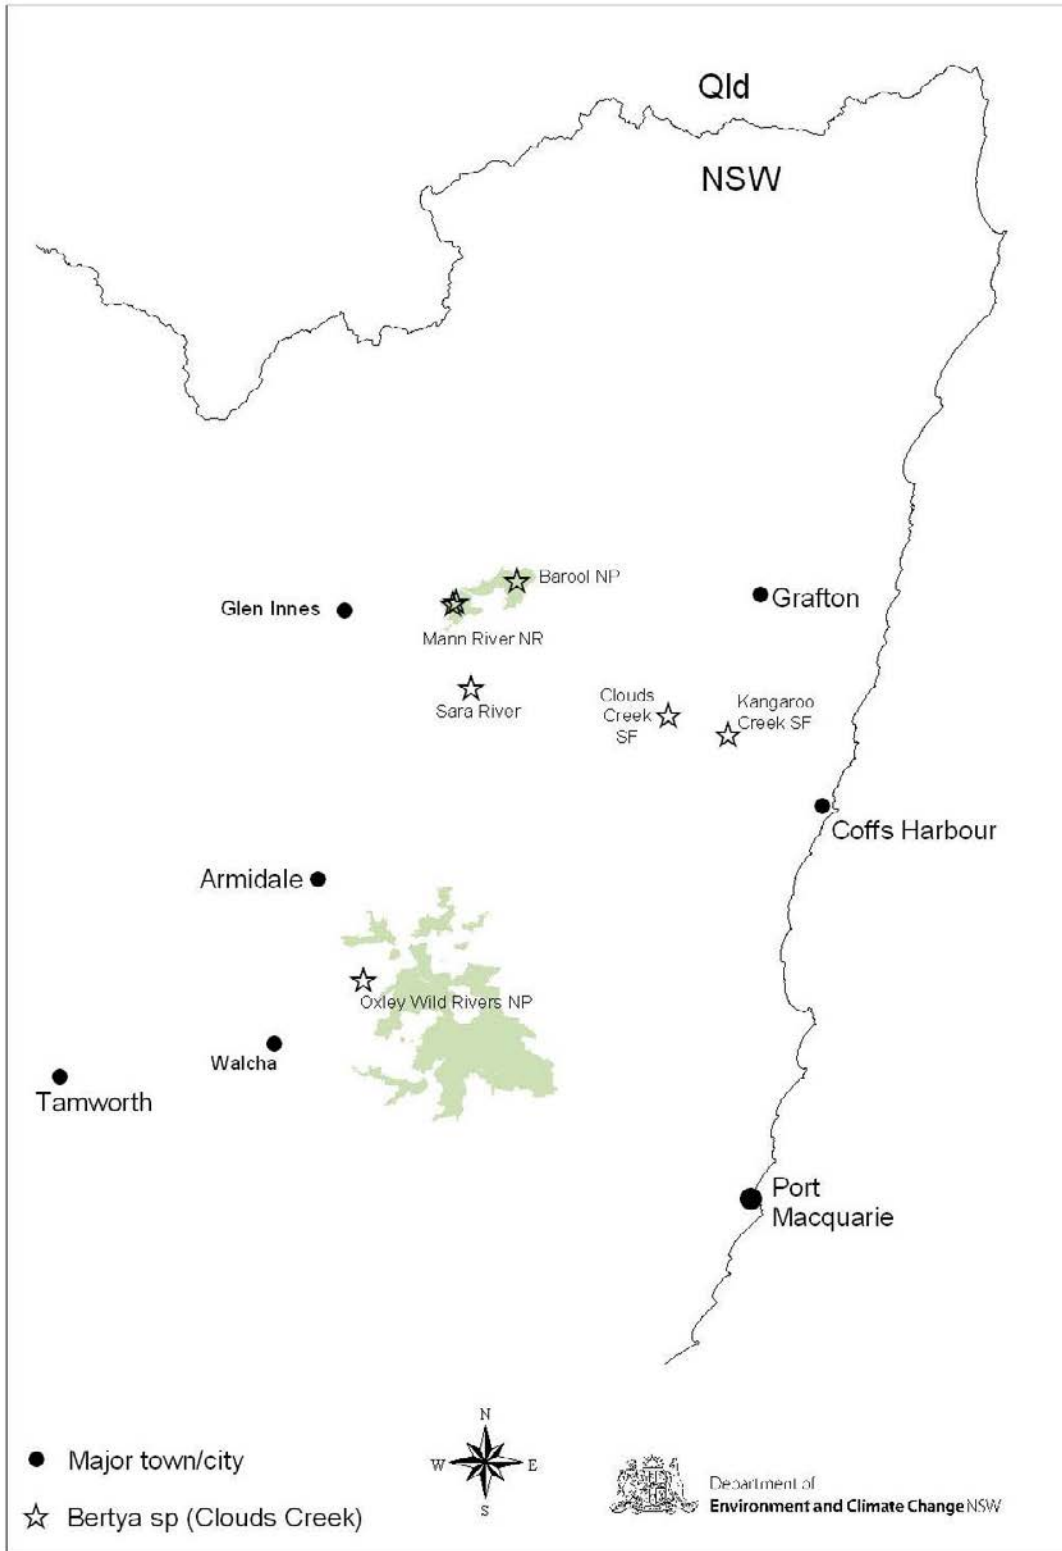 Qld
NSW
Barool NP
Glen Innes
Grafton
Mann River NR
Sara River
Clouds
Creek
SF
Kangaroo
Creek SF
Coffs Harbour
Armidale
Oxley Wild Rivers NP
Walcha
Tamworth
Port
Macquarie
N
W
E
S
Major town/city
Bertya sp (Clouds Creek)
Department of
Environment and Climate Change NSW